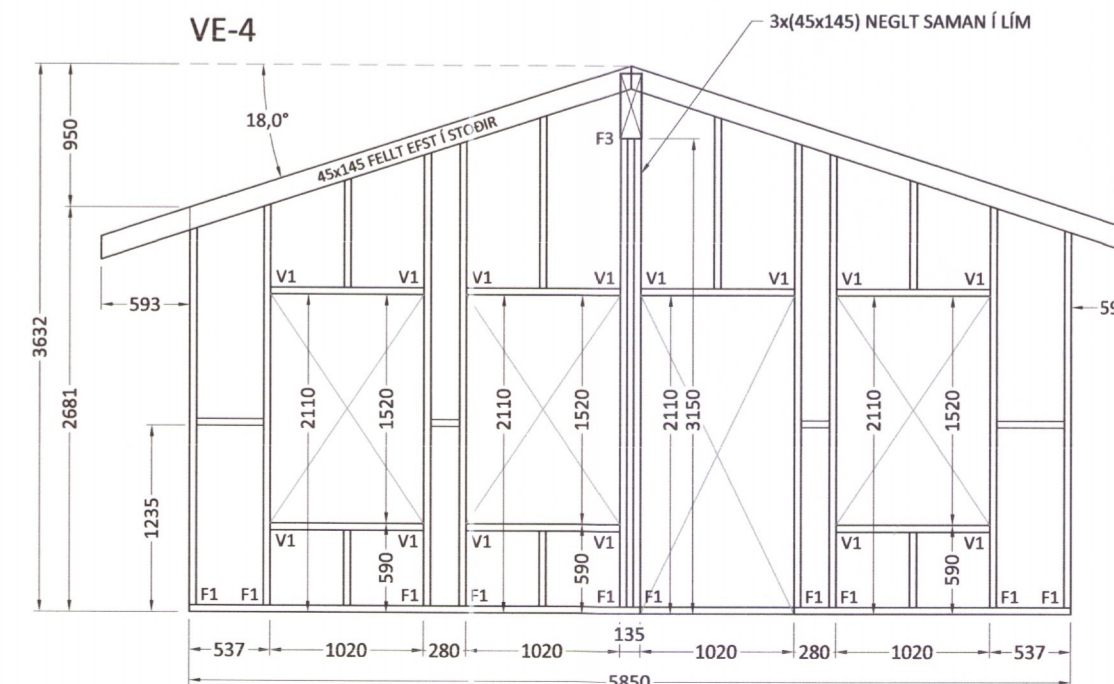 VE-4
3x(45x145) NEGLT SAMAN Í LÍM
950
18,0°
45x145 FELLT EFST Í STOÐIR
F3
V1 V1 V1 V1 V1 V1 V1 V1
593
59
3632
2681
2110 1520 2110 1520 2110 3150 2110 1520
1235
V1 V1 V1 V1 V1 V1
590 590 590
F1 F1 F1 F1 F1 F1 F1 F1 F1
135
537 1020 280 1020 1020 280 1020 537
5850